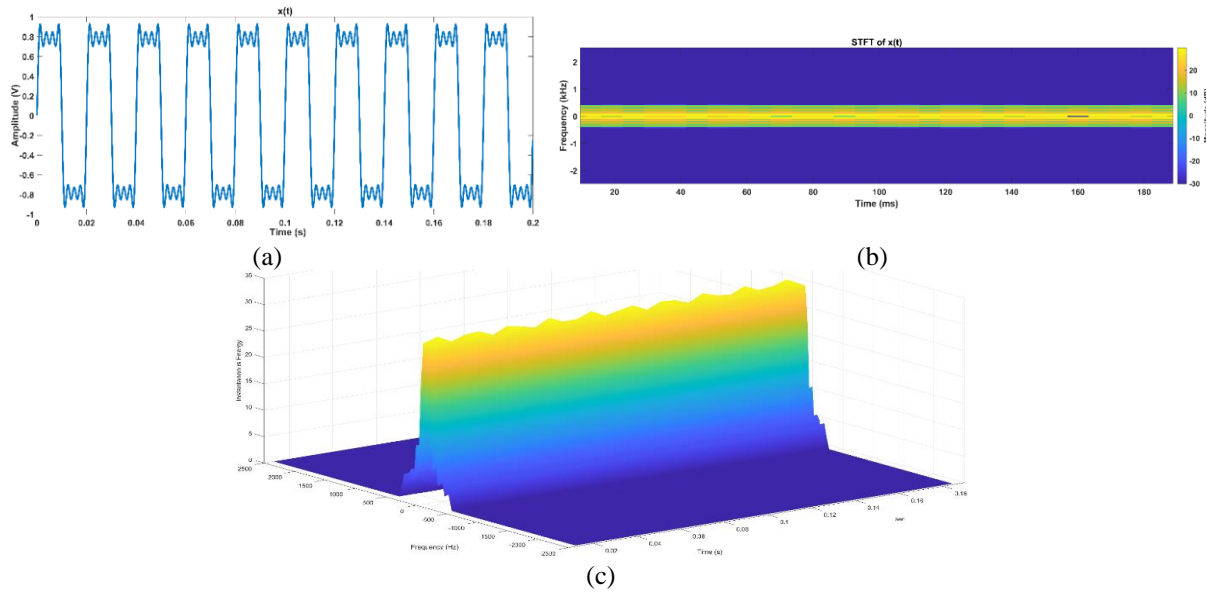 x(t)
1
0.8
0.6
0.4
0.2
0
-0.2
-0.4
-0.6
-0.8
-1
Amplitude (V)
0 0.02 0.04 0.06 0.08 0.1 0.12 0.14 0.16 0.18 0.2
Time (s)
(a)
STFT of x(t)
2
1
0
-1
-2
Frequency (kHz)
20 40 60 80 100 120 140 160 180
Time (ms)
20
10
0
-10
-20
-30
(b)
35
30
25
20
15
10
5
0
2500 2000 1500 1000 500 0 -500 -1000 -1500 -2000 -2500
Frequency (Hz)
0.02 0.04 0.06 0.08 0.1 0.12 0.14 0.16
Time (s)
(c)